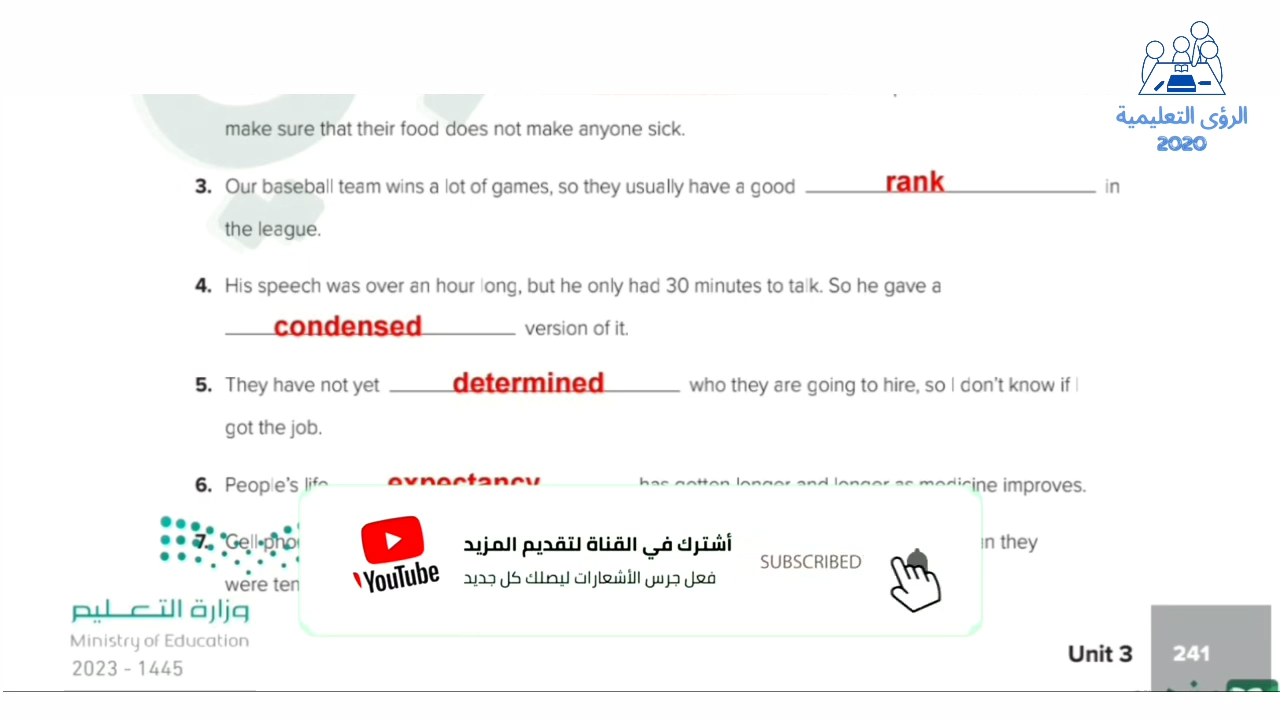 الرؤى التعليمية
2020
make sure that their food does not make anyone sick.
3. Our baseball team wins a lot of games, so they usually have a good rank in
the league.
4. His speech was over an hour long, but he only had 30 minutes to talk. So he gave a
condensed version of it.
5. They have not yet determined who they are going to hire, so I don't know if I
got the job.
6. People's life expectancy has gotten longer and longer as medicine improves.
7. they
were
أشترك في القناة لتقديم المزيد
فعل جرس الأشعارات ليصلك كل جديد
YouTube
SUBSCRIBED
وزارة التعـــليم
Ministry of Education
2023 - 1445
Unit 3 241